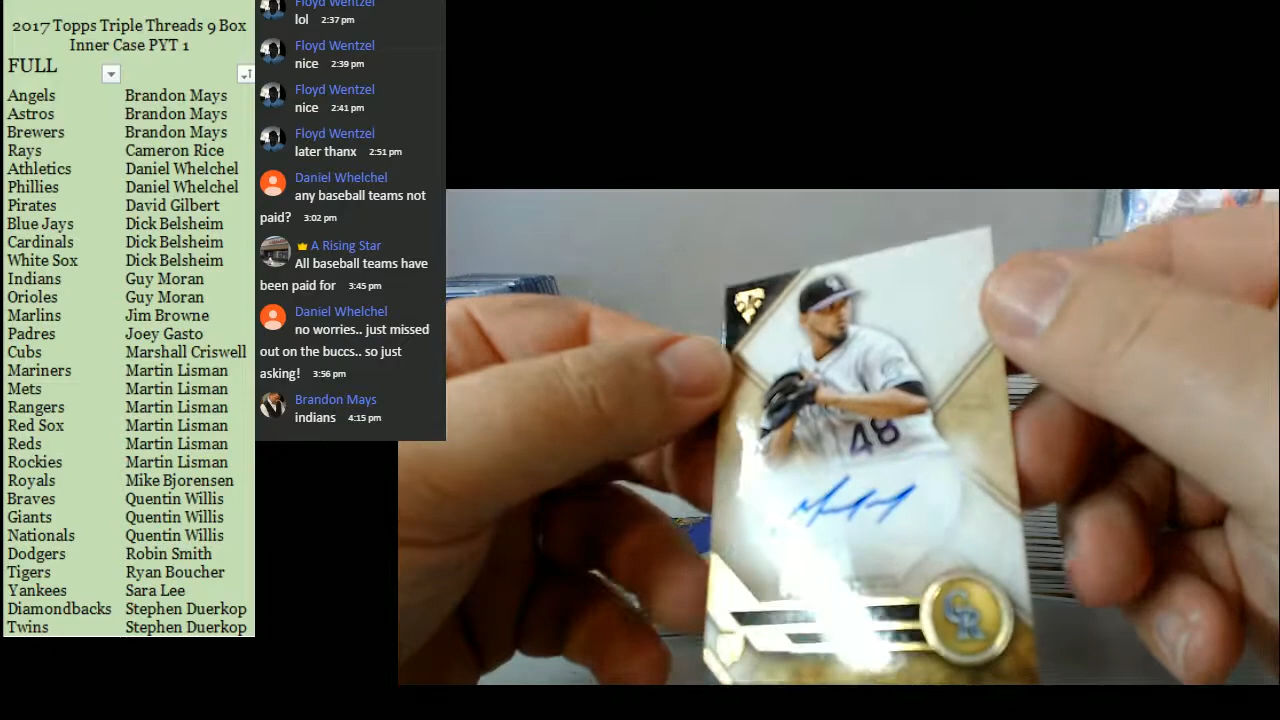 2017 Topps Triple Threads 9 Box
Inner Case PYT 1
FULL
Angels Brandon Mays
Astros Brandon Mays
Brewers Brandon Mays
Rays Cameron Rice
Athletics Daniel Whelchel
Phillies Daniel Whelchel
Pirates David Gilbert
Blue Jays Dick Belsheim
Cardinals Dick Belsheim
White Sox Dick Belsheim
Indians Guy Moran
Orioles Guy Moran
Marlins Jim Browne
Padres Joey Gasto
Cubs Marshall Criswell
Mariners Martin Lisman
Mets Martin Lisman
Rangers Martin Lisman
Red Sox Martin Lisman
Reds Martin Lisman
Rockies Martin Lisman
Royals Mike Bjorensen
Braves Quentin Willis
Giants Quentin Willis
Nationals Quentin Willis
Dodgers Robin Smith
Tigers Ryan Boucher
Yankees Sara Lee
Diamondbacks Stephen Duerkop
Twins Stephen Duerkop
Floyd Wentzel
lol 2:37 pm
Floyd Wentzel
nice 2:39 pm
Floyd Wentzel
nice 2:41 pm
Floyd Wentzel
later thanx 2:51 pm
Daniel Whelchel
any baseball teams not
paid? 3:02 pm
A Rising Star
All baseball teams have
been paid for 3:45 pm
Daniel Whelchel
no worries.. just missed
out on the buccs.. so just
asking! 3:56 pm
Brandon Mays
indians 4:15 pm
48
CR